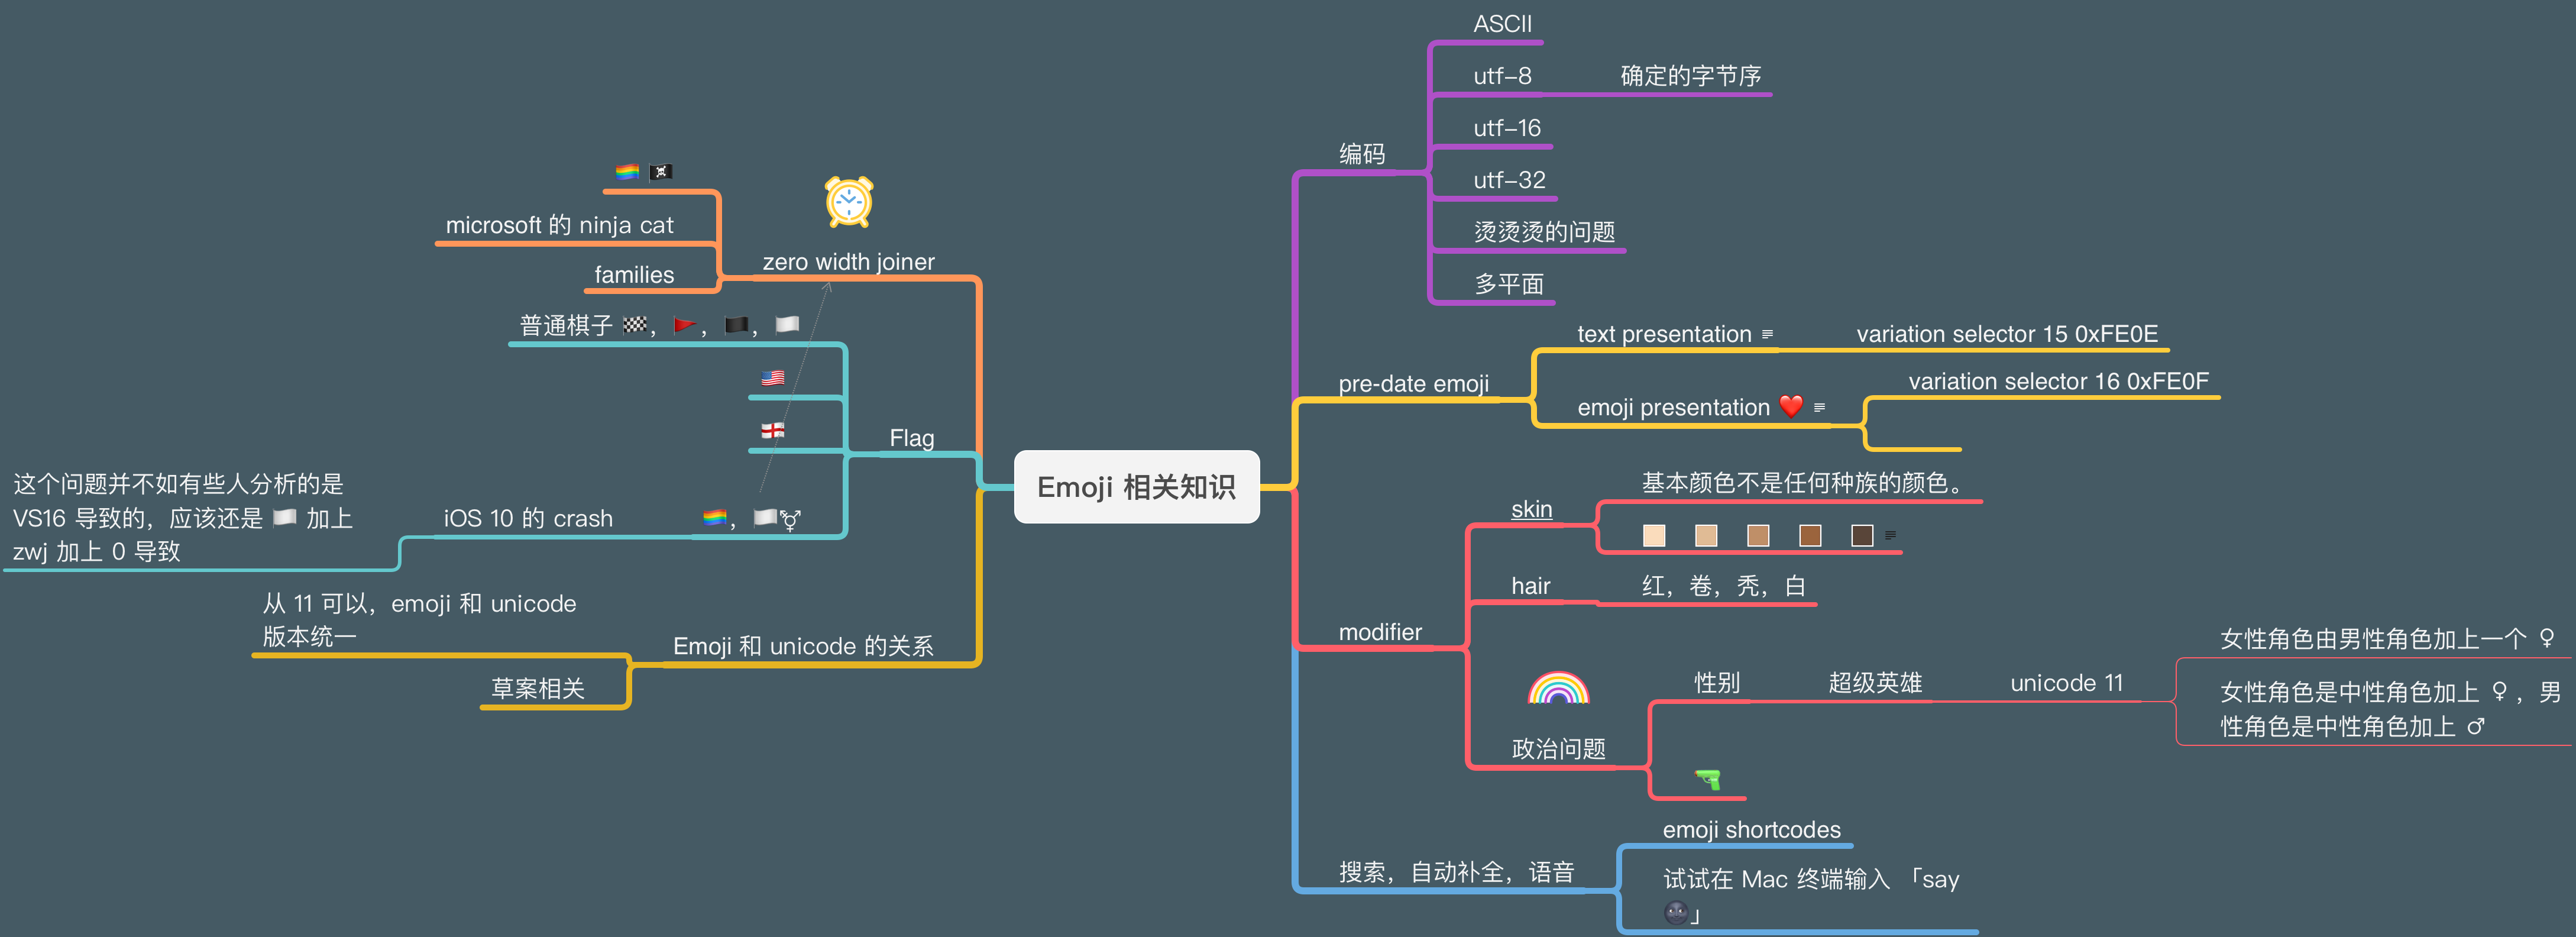 Emoji 相关知识
编码
ASCII
utf-8
确定的字节序
utf-16
utf-32
烫烫烫的问题
多平面
pre-date emoji
text presentation
variation selector 15 0xFE0E
emoji presentation ❤️
variation selector 16 0xFE0F
modifier
skin
基本颜色不是任何种族的颜色。
🏻 🏼 🏽 🏾 🏿
hair
红，卷，秃，白
政治问题
性别
超级英雄
unicode 11
女性角色由男性角色加上一个 ♀
女性角色是中性角色加上 ♀ ，男
性角色是中性角色加上 ♂
🔫
搜索，自动补全，语音
emoji shortcodes
试试在 Mac 终端输入 「say
🌚」
zero width joiner
🏳️‍🌈 🏴‍☠️
microsoft 的 ninja cat
families
Flag
普通棋子 🏁，🚩，🏴，🏳️
🇺🇸
🏴󠁧󠁢󠁥󠁮󠁧󠁿
🏳️‍🌈，🏳️⚧
iOS 10 的 crash
这个问题并不如有些人分析的是
VS16 导致的，应该还是 🏳️ 加上
zwj 加上 0 导致
Emoji 和 unicode 的关系
从 11 可以，emoji 和 unicode
版本统一
草案相关